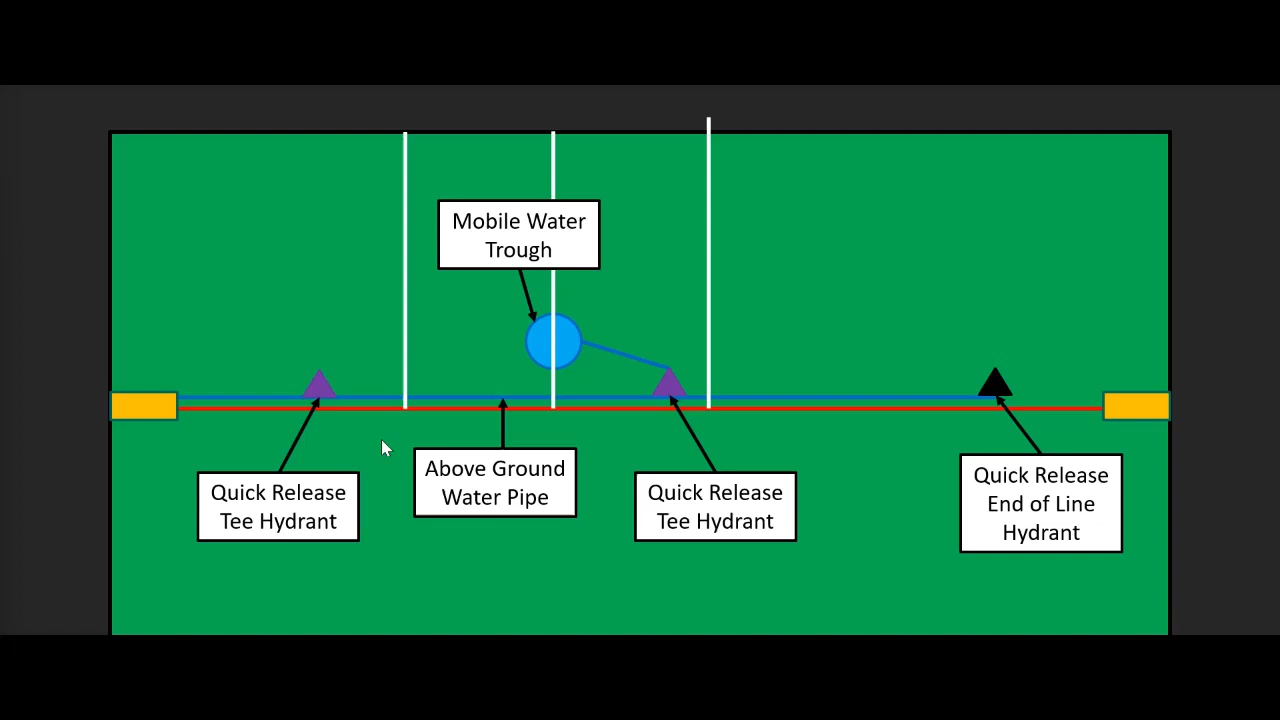 Mobile Water
Trough
Quick Release
Tee Hydrant
Above Ground
Water Pipe
Quick Release
Tee Hydrant
Quick Release
End of Line
Hydrant